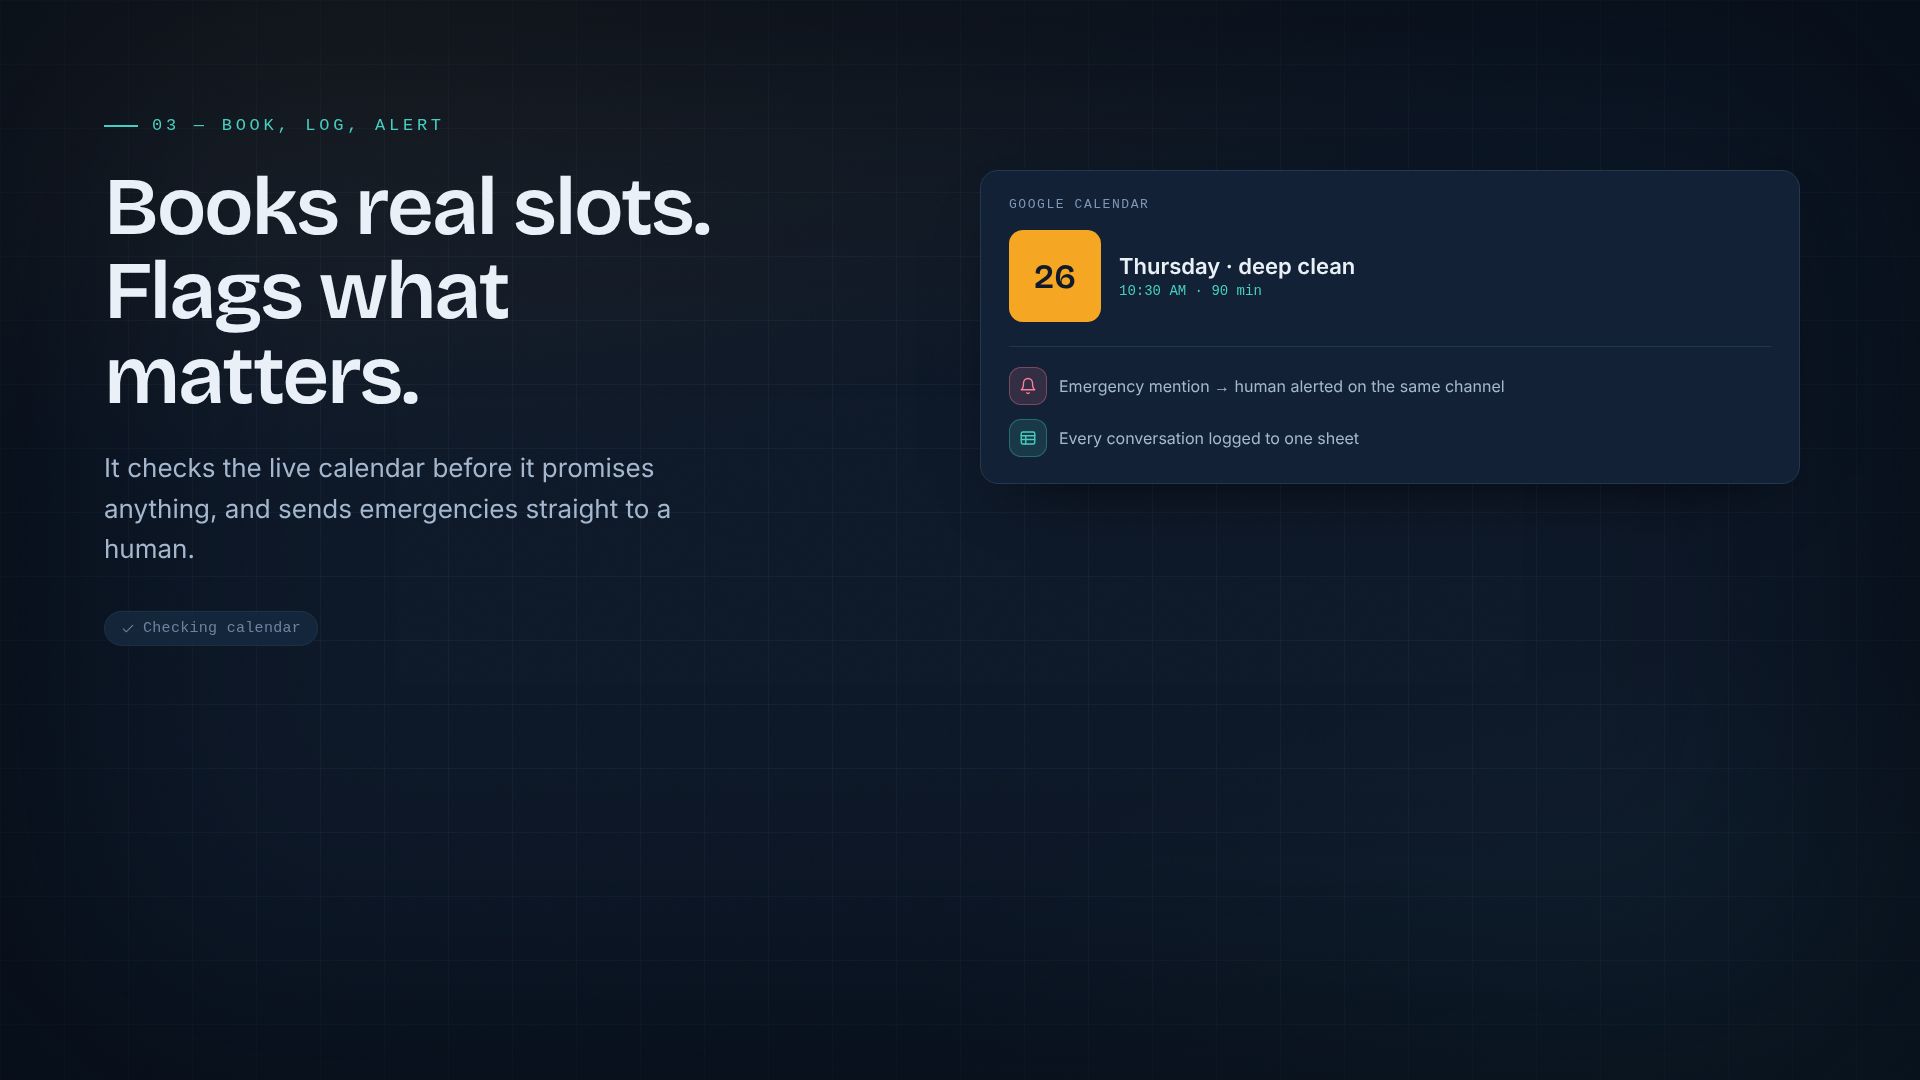 03 — BOOK, LOG, ALERT
Books real slots.
Flags what
matters.
It checks the live calendar before it promises
anything, and sends emergencies straight to a
human.
Checking calendar
GOOGLE CALENDAR
26
Thursday · deep clean
10:30 AM · 90 min
Emergency mention → human alerted on the same channel
Every conversation logged to one sheet